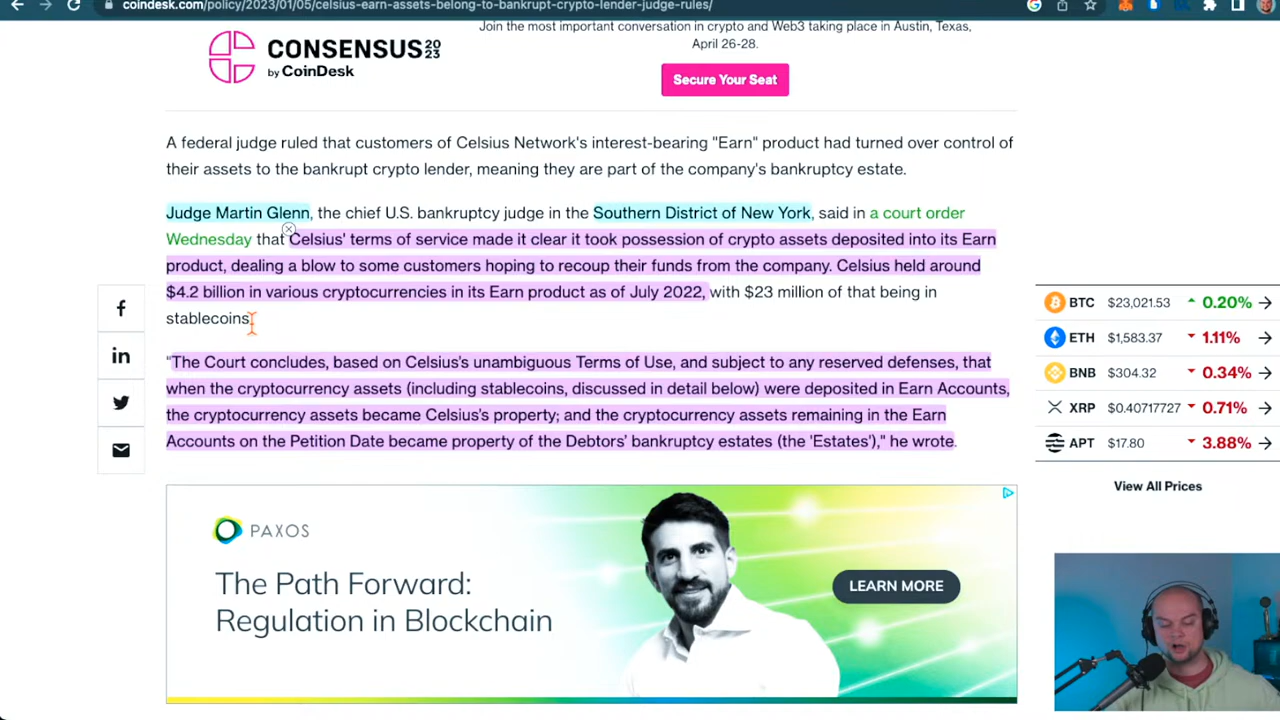 coindesk.com/policy/2023/01/05/celsius-earn-assets-belong-to-bankrupt-crypto-lender-judge-rules/
CONSENSUS 2023
by CoinDesk
Join the most important conversation in crypto and Web3 taking place in Austin, Texas,
April 26-28.
Secure Your Seat
A federal judge ruled that customers of Celsius Network's interest-bearing "Earn" product had turned over control of
their assets to the bankrupt crypto lender, meaning they are part of the company's bankruptcy estate.
Judge Martin Glenn, the chief U.S. bankruptcy judge in the Southern District of New York, said in a court order
Wednesday that Celsius' terms of service made it clear it took possession of crypto assets deposited into its Earn
product, dealing a blow to some customers hoping to recoup their funds from the company. Celsius held around
$4.2 billion in various cryptocurrencies in its Earn product as of July 2022, with $23 million of that being in
stablecoins.
"The Court concludes, based on Celsius's unambiguous Terms of Use, and subject to any reserved defenses, that
when the cryptocurrency assets (including stablecoins, discussed in detail below) were deposited in Earn Accounts,
the cryptocurrency assets became Celsius's property; and the cryptocurrency assets remaining in the Earn
Accounts on the Petition Date became property of the Debtors' bankruptcy estates (the 'Estates')," he wrote.
BTC $23,021.53 0.20%
ETH $1,583.37 1.11%
BNB $304.32 0.34%
XRP $0.40717727 0.71%
APT $17.80 3.88%
View All Prices
PAXOS
The Path Forward:
Regulation in Blockchain
LEARN MORE